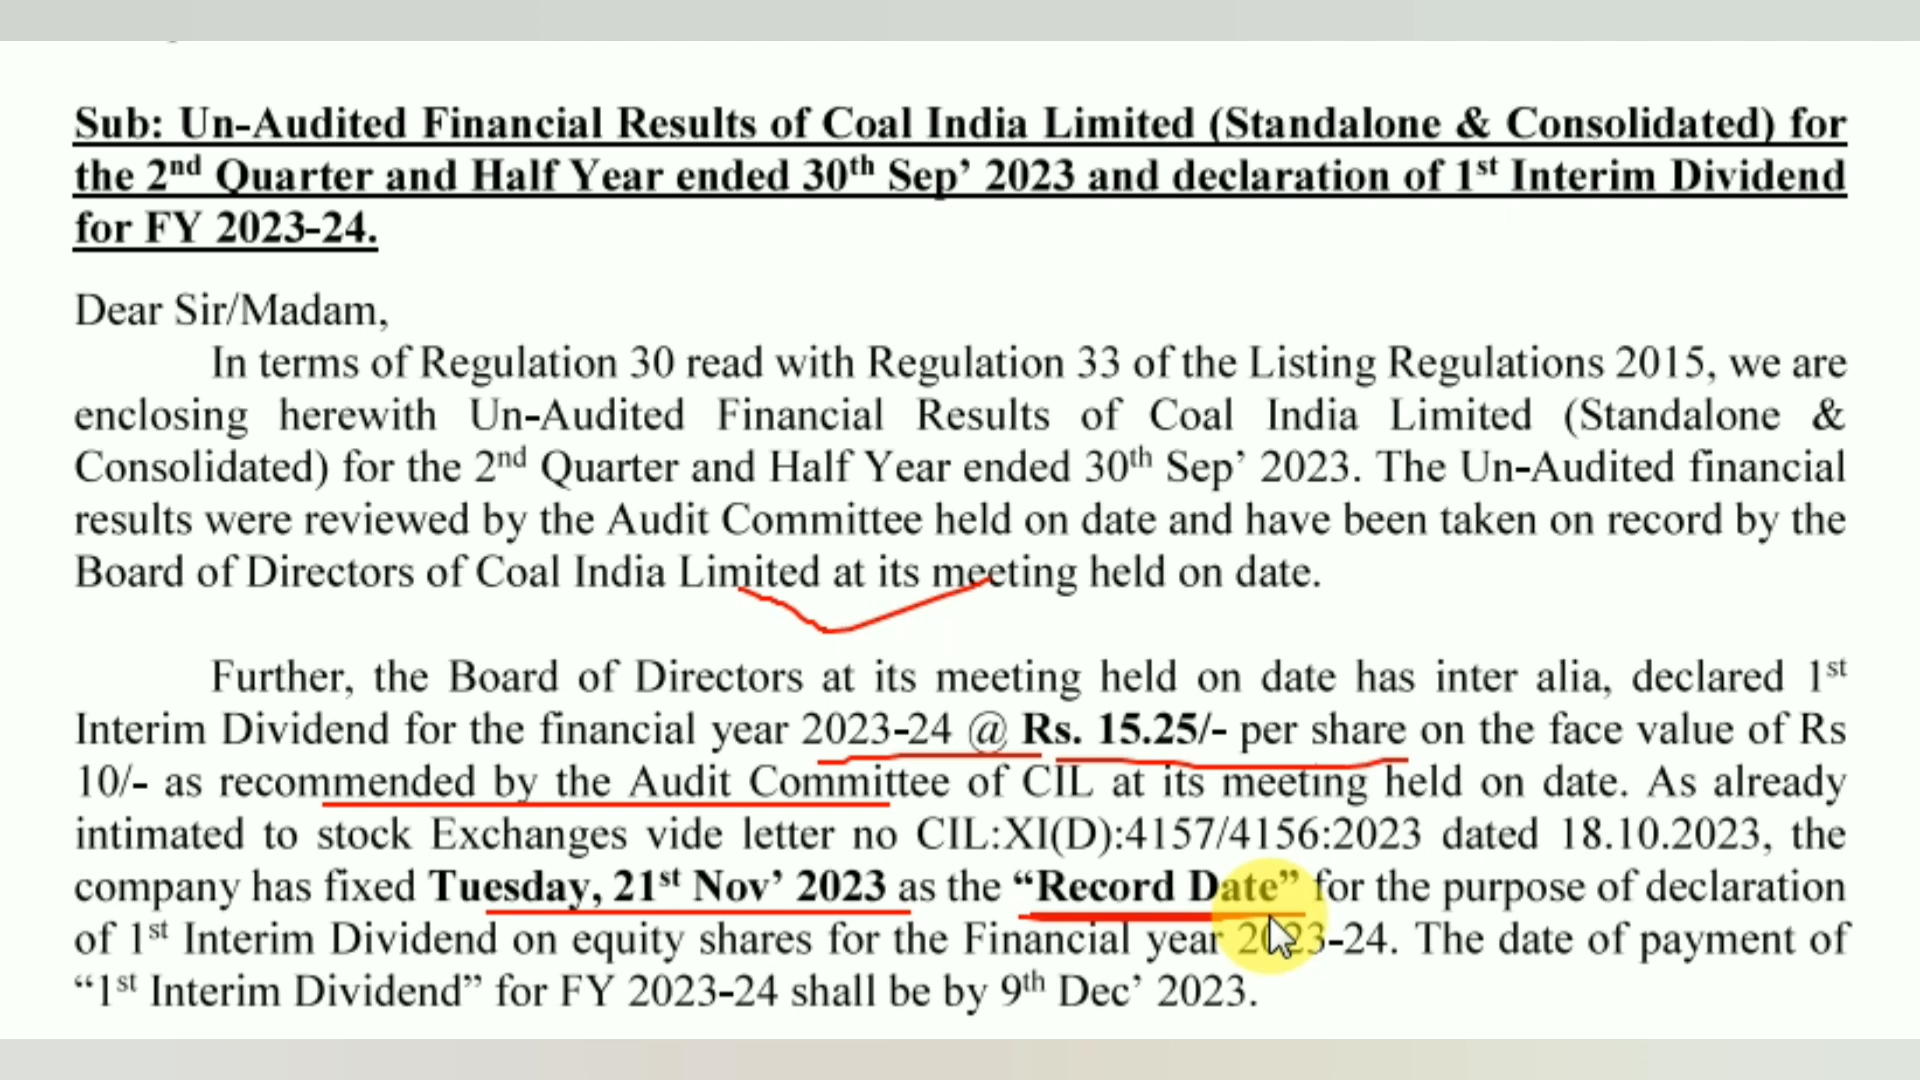 Sub: Un-Audited Financial Results of Coal India Limited (Standalone & Consolidated) for
the 2nd Quarter and Half Year ended 30th Sep’ 2023 and declaration of 1st Interim Dividend
for FY 2023-24.
Dear Sir/Madam,
In terms of Regulation 30 read with Regulation 33 of the Listing Regulations 2015, we are
enclosing herewith Un-Audited Financial Results of Coal India Limited (Standalone &
Consolidated) for the 2nd Quarter and Half Year ended 30th Sep’ 2023. The Un-Audited financial
results were reviewed by the Audit Committee held on date and have been taken on record by the
Board of Directors of Coal India Limited at its meeting held on date.
Further, the Board of Directors at its meeting held on date has inter alia, declared 1st
Interim Dividend for the financial year 2023-24 @ Rs. 15.25/- per share on the face value of Rs
10/- as recommended by the Audit Committee of CIL at its meeting held on date. As already
intimated to stock Exchanges vide letter no CIL:XI(D):4157/4156:2023 dated 18.10.2023, the
company has fixed Tuesday, 21st Nov’ 2023 as the “Record Date” for the purpose of declaration
of 1st Interim Dividend on equity shares for the Financial year 2023-24. The date of payment of
“1st Interim Dividend” for FY 2023-24 shall be by 9th Dec’ 2023.